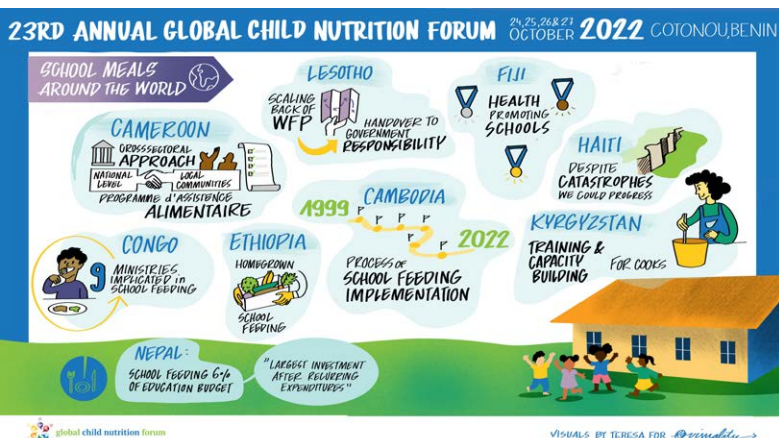 23RD ANNUAL GLOBAL CHILD NUTRITION FORUM
24,25,26&27
OCTOBER
2022 COTONOU,BENIN
SCHOOL MEALS
AROUND THE WORLD
LESOTHO
SCALING
BACK OF
WFP
HANDOVER TO
GOVERNMENT
RESPONSIBILITY
FIJI
HEALTH
PROMOTING
SCHOOLS
CAMEROON
CROSSSECTORAL
APPROACH
NATIONAL
LEVEL
LOCAL
COMMUNITIES
PROGRAMME d'ASSISTENCE
ALIMENTAIRE
HAITI
DESPITE
CATASTROPHES
WE COULD PROGRESS
CAMBODIA
1999
2022
PROCESS OF
SCHOOL FEEDING
IMPLEMENTATION
KYRGYZSTAN
TRAINING &
CAPACITY
BUILDING
FOR COOKS
CONGO
9
MINISTRIES
IMPLICATED in
SCHOOL FEEDING
ETHIOPIA
HOMEGROWN
SCHOOL
FEEDING
NEPAL:
SCHOOL FEEDING 6%
OF EDUCATION BUDGET
"LARGEST INVESTMENT
AFTER RECURRING
EXPENDITURES"
global child nutrition forum
VISUALS BY TERESA FOR